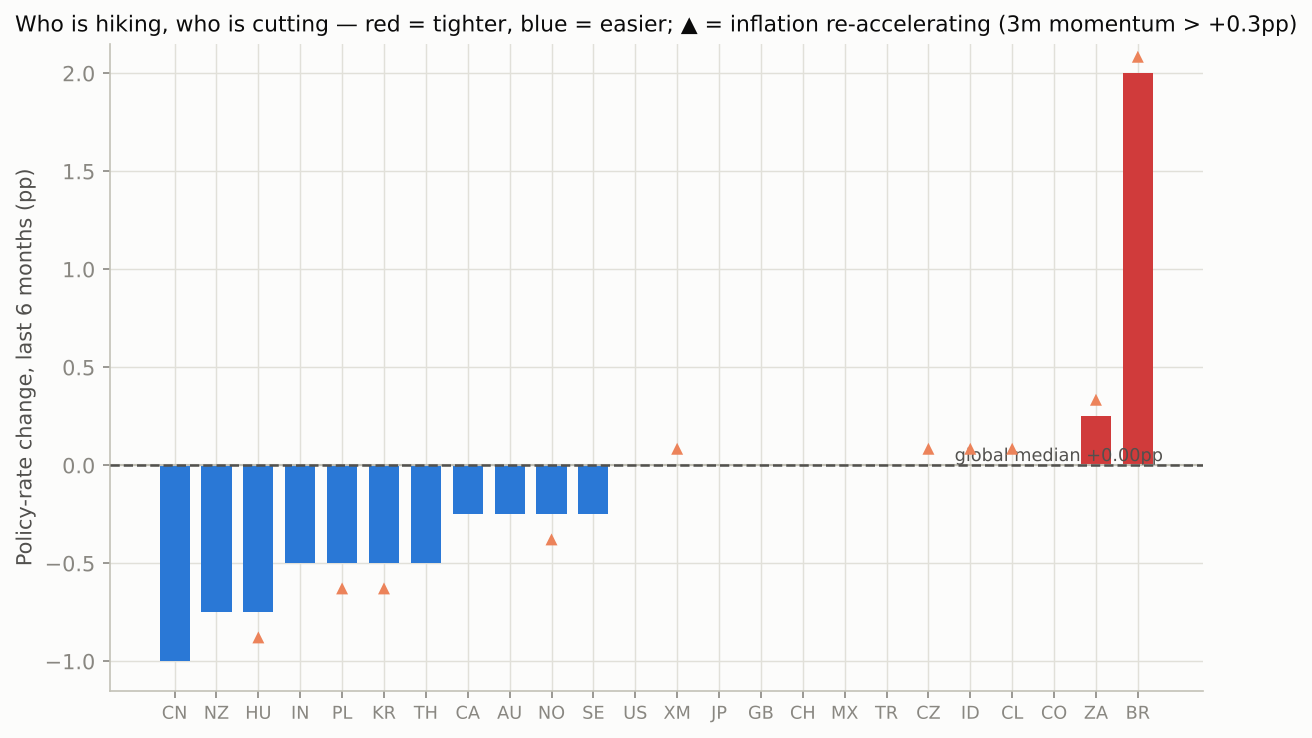 Who is hiking, who is cutting — red = tighter, blue = easier; ▲ = inflation re-accelerating (3m momentum > +0.3pp)
Policy-rate change, last 6 months (pp)
2.0
1.5
1.0
0.5
0.0
−0.5
−1.0
global median +0.00pp
CN NZ HU IN PL KR TH CA AU NO SE US XM JP GB CH MX TR CZ ID CL CO ZA BR